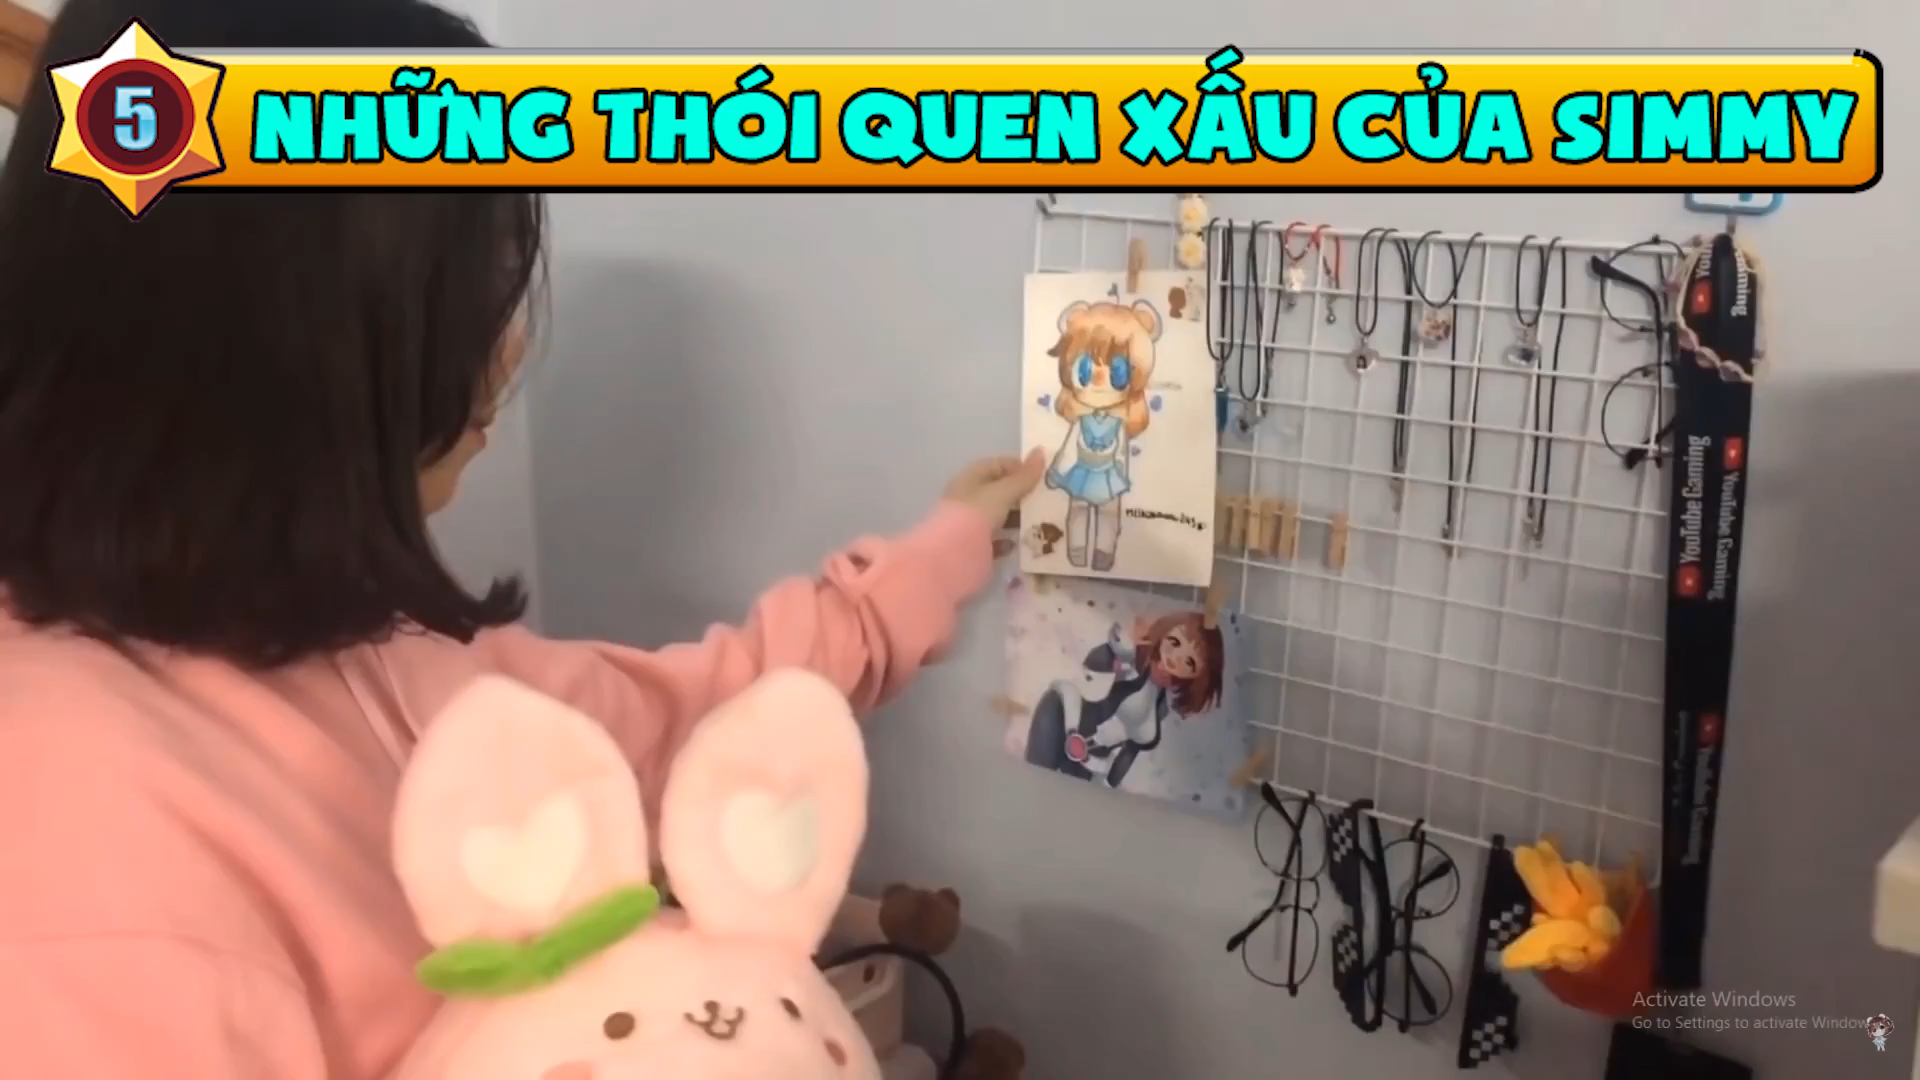 5
NHỮNG THÓI QUEN XẤU CỦA SIMMY
YouTube Gaming
YouTube Gaming
Activate Windows
Go to Settings to activate Windows